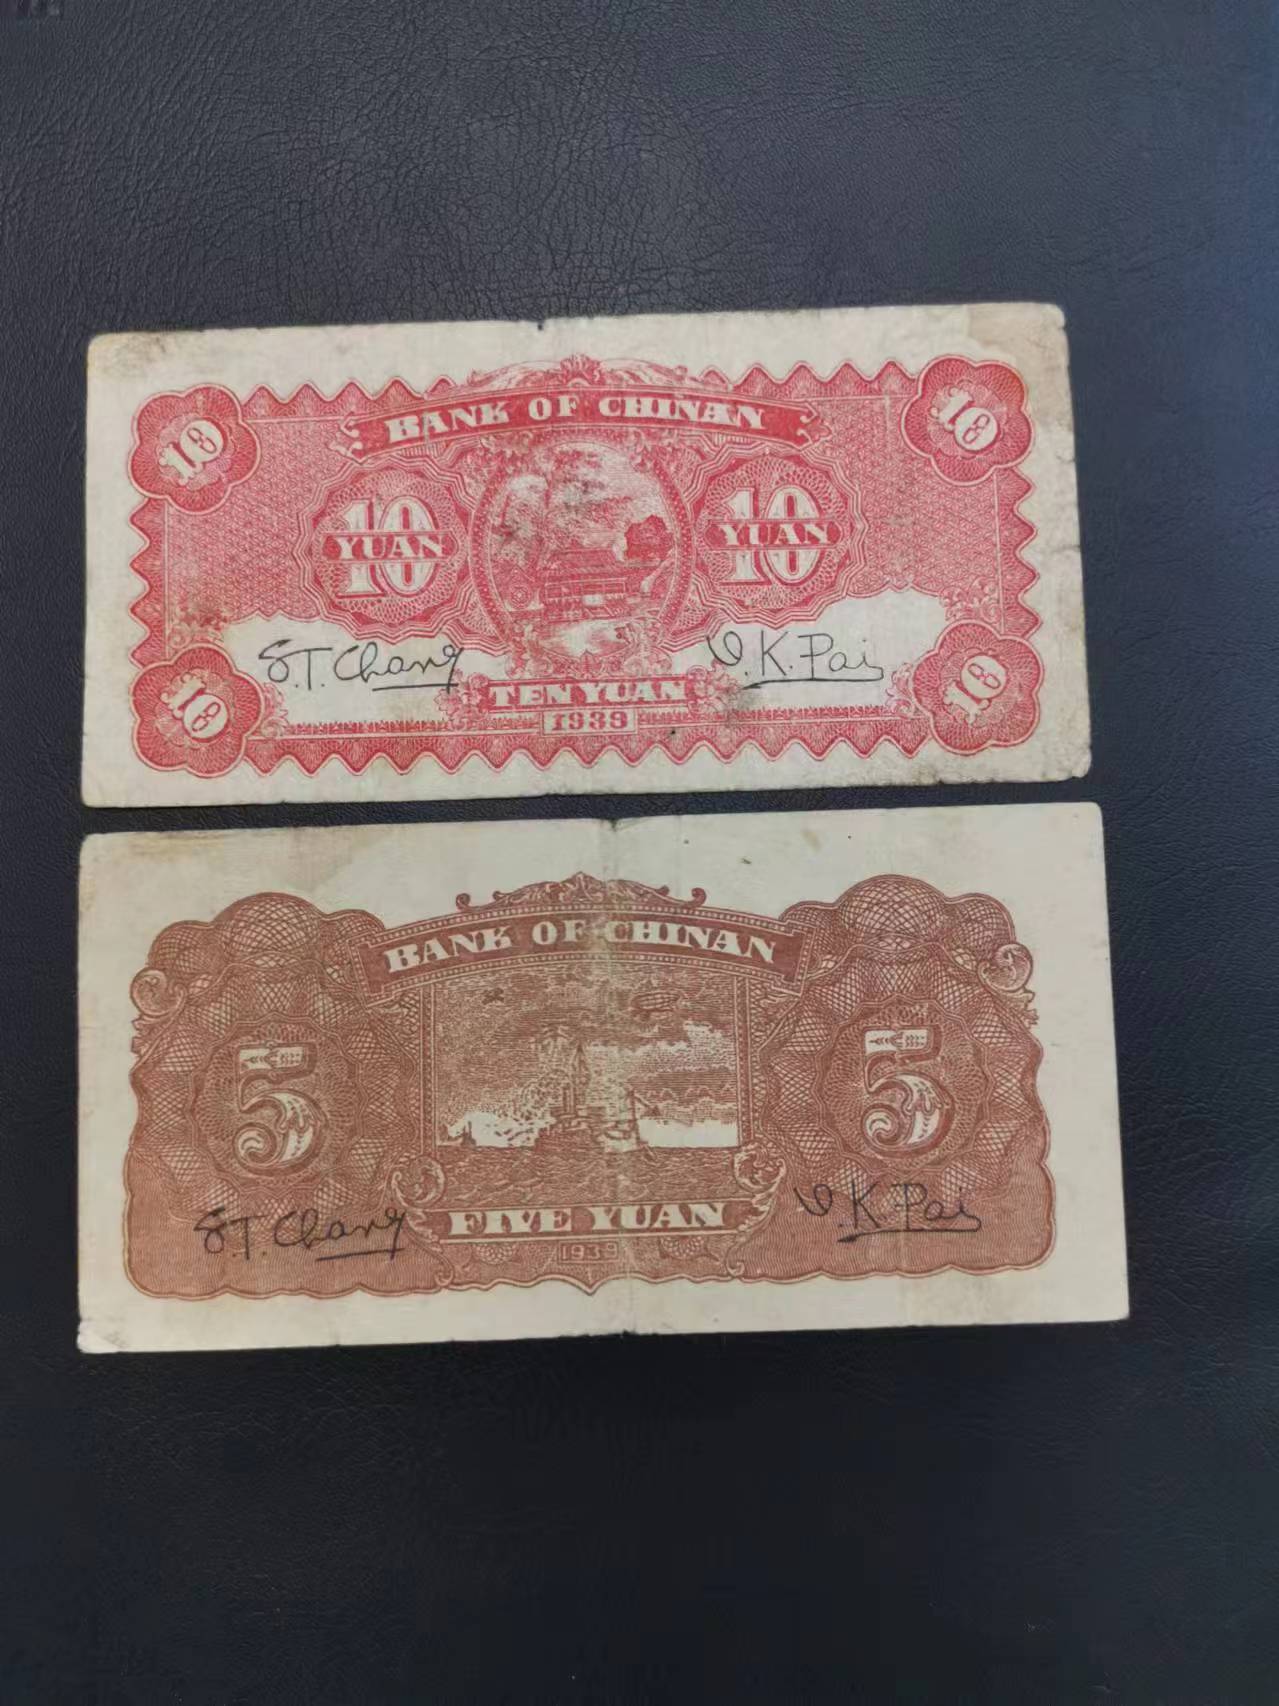 BANK OF CHINAN
10 10
10 YUAN 10 YUAN
S.T. Chang V.K. Pai
10 TEN YUAN 10
1939
BANK OF CHINAN
5 5
S.T. Chang V.K. Pai
FIVE YUAN
1939